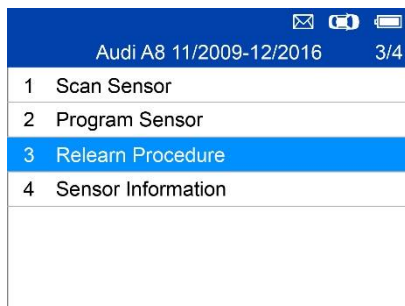 Audi A8 11/2009-12/2016 3/4
1 Scan Sensor
2 Program Sensor
3 Relearn Procedure
4 Sensor Information